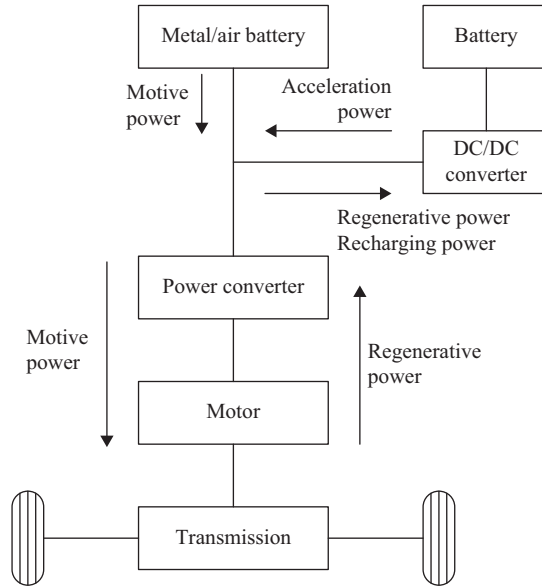 Metal/air battery
Battery
Motive
power
Acceleration
power
DC/DC
converter
Regenerative power
Recharging power
Power converter
Motive
power
Regenerative
power
Motor
Transmission